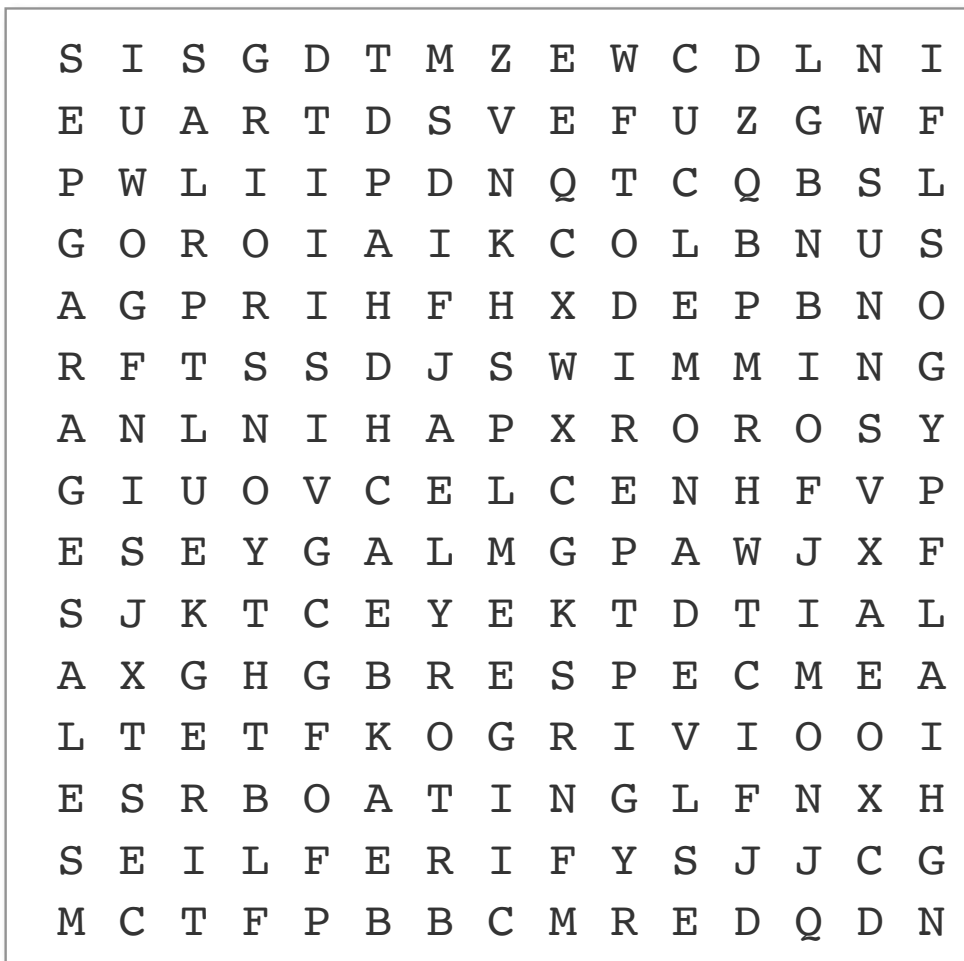 S I S G D T M Z E W C D L N I
E U A R T D S V E F U Z G W F
P W L I I P D N Q T C Q B S L
G O R O I A I K C O L B N U S
A G P R I H F H X D E P B N O
R F T S S D J S W I M M I N G
A N L N I H A P X R O R O S Y
G I U O V C E L C E N H F V P
E S E Y G A L M G P A W J X F
S J K T C E Y E K T D T I A L
A X G H G B R E S P E C M E A
L T E T F K O G R I V I O O I
E S R B O A T I N G L F N X H
S E I L F E R I F Y S J J C G
M C T F P B B C M R E D Q D N